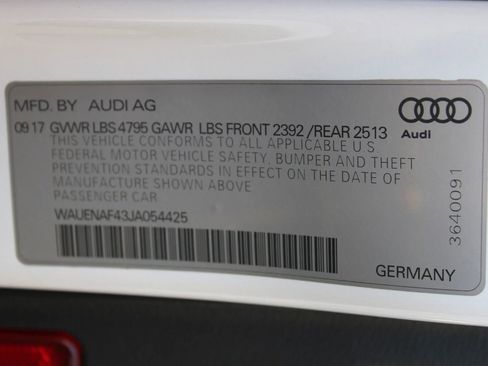 MFD. BY AUDI AG
09 17 GVWR LBS 4795 GAWR LBS FRONT 2392 /REAR 2513
THIS VEHICLE CONFORMS TO ALL APPLICABLE U.S.
FEDERAL MOTOR VEHICLE SAFETY, BUMPER AND THEFT
PREVENTION STANDARDS IN EFFECT ON THE DATE
OF MANUFACTURE SHOWN ABOVE
PASSENGER CAR
WAUENAF43JA054425
Audi
3640091
GERMANY